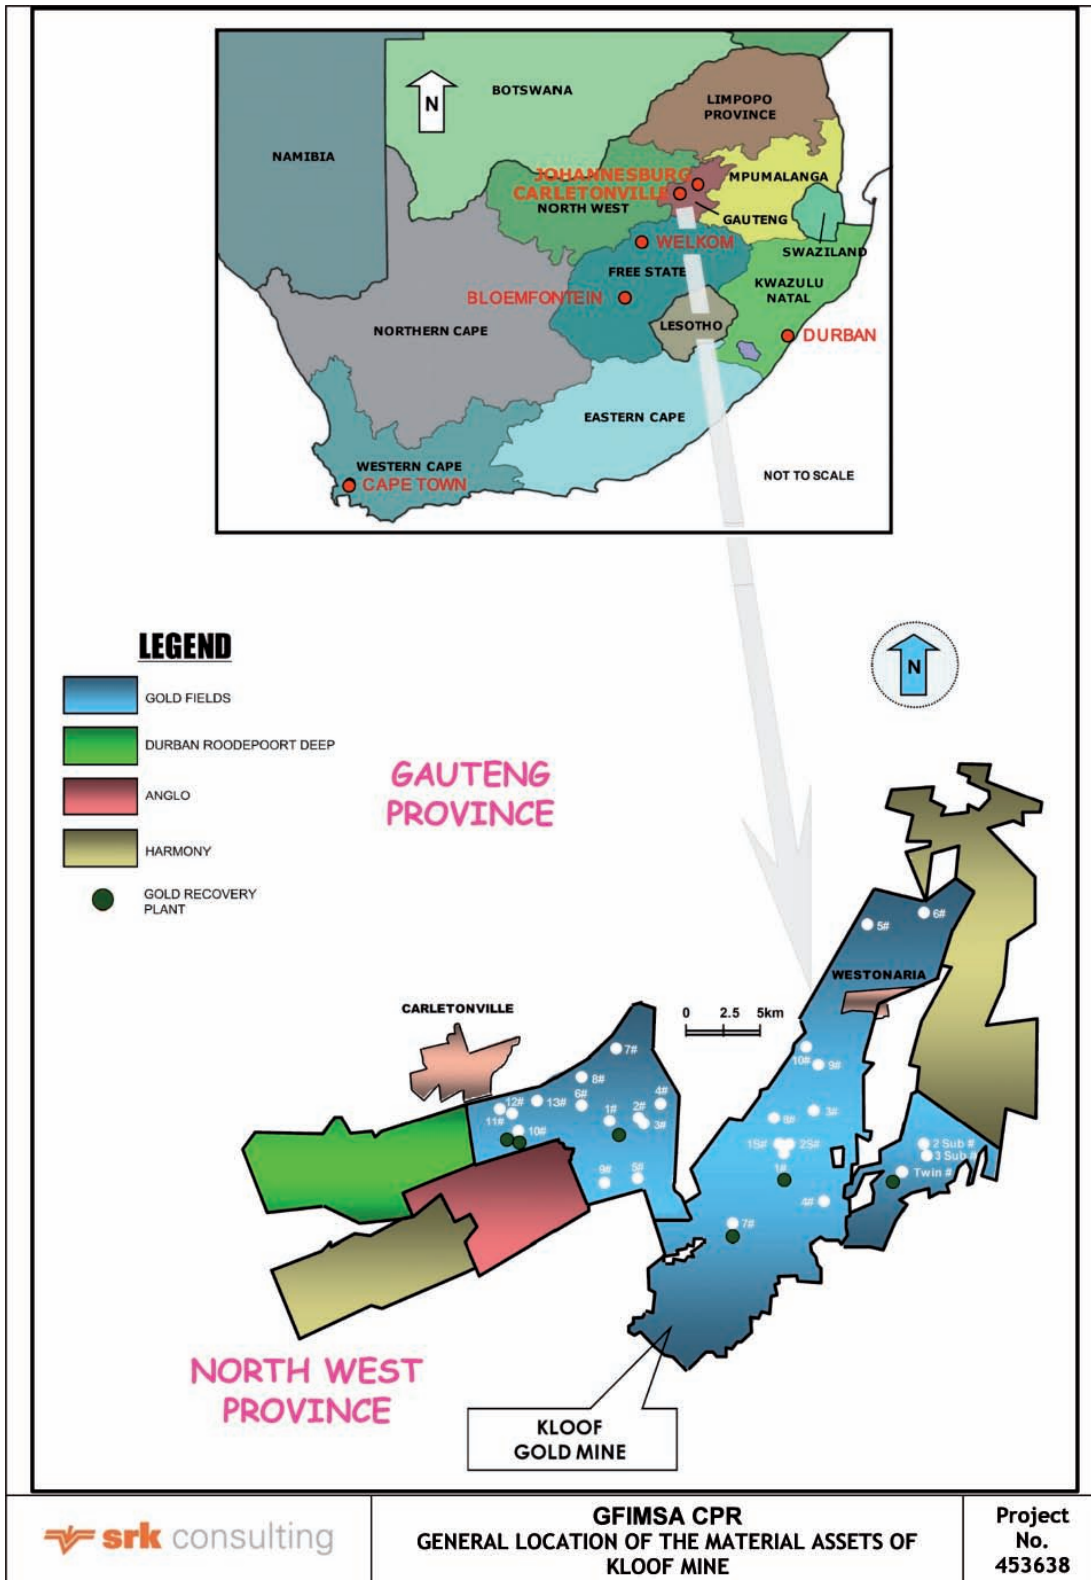 BOTSWANA
N
LIMPOPO
PROVINCE
NAMIBIA
JOHANNESBURG
MPUMALANGA
CARLETONVILLE
NORTH WEST
GAUTENG
WELKOM
SWAZILAND
FREE STATE
KWAZULU
NATAL
BLOEMFONTEIN
NORTHERN CAPE
LESOTHO
DURBAN
EASTERN CAPE
WESTERN CAPE
CAPE TOWN
NOT TO SCALE
LEGEND
GOLD FIELDS
DURBAN ROODEPOORT DEEP
ANGLO
HARMONY
GOLD RECOVERY
PLANT
N
GAUTENG
PROVINCE
5#
6#
WESTONARIA
CARLETONVILLE
0 2.5 5km
7#
10#
9#
8#
12#
13#
6#
4#
11#
1#
2#
3#
10#
8#
3#
1S#
2S#
1#
2 Sub #
3 Sub #
Twin #
9#
5#
4#
7#
NORTH WEST
PROVINCE
KLOOF
GOLD MINE
srk consulting
GFIMSA CPR
GENERAL LOCATION OF THE MATERIAL ASSETS OF
KLOOF MINE
Project
No.
453638